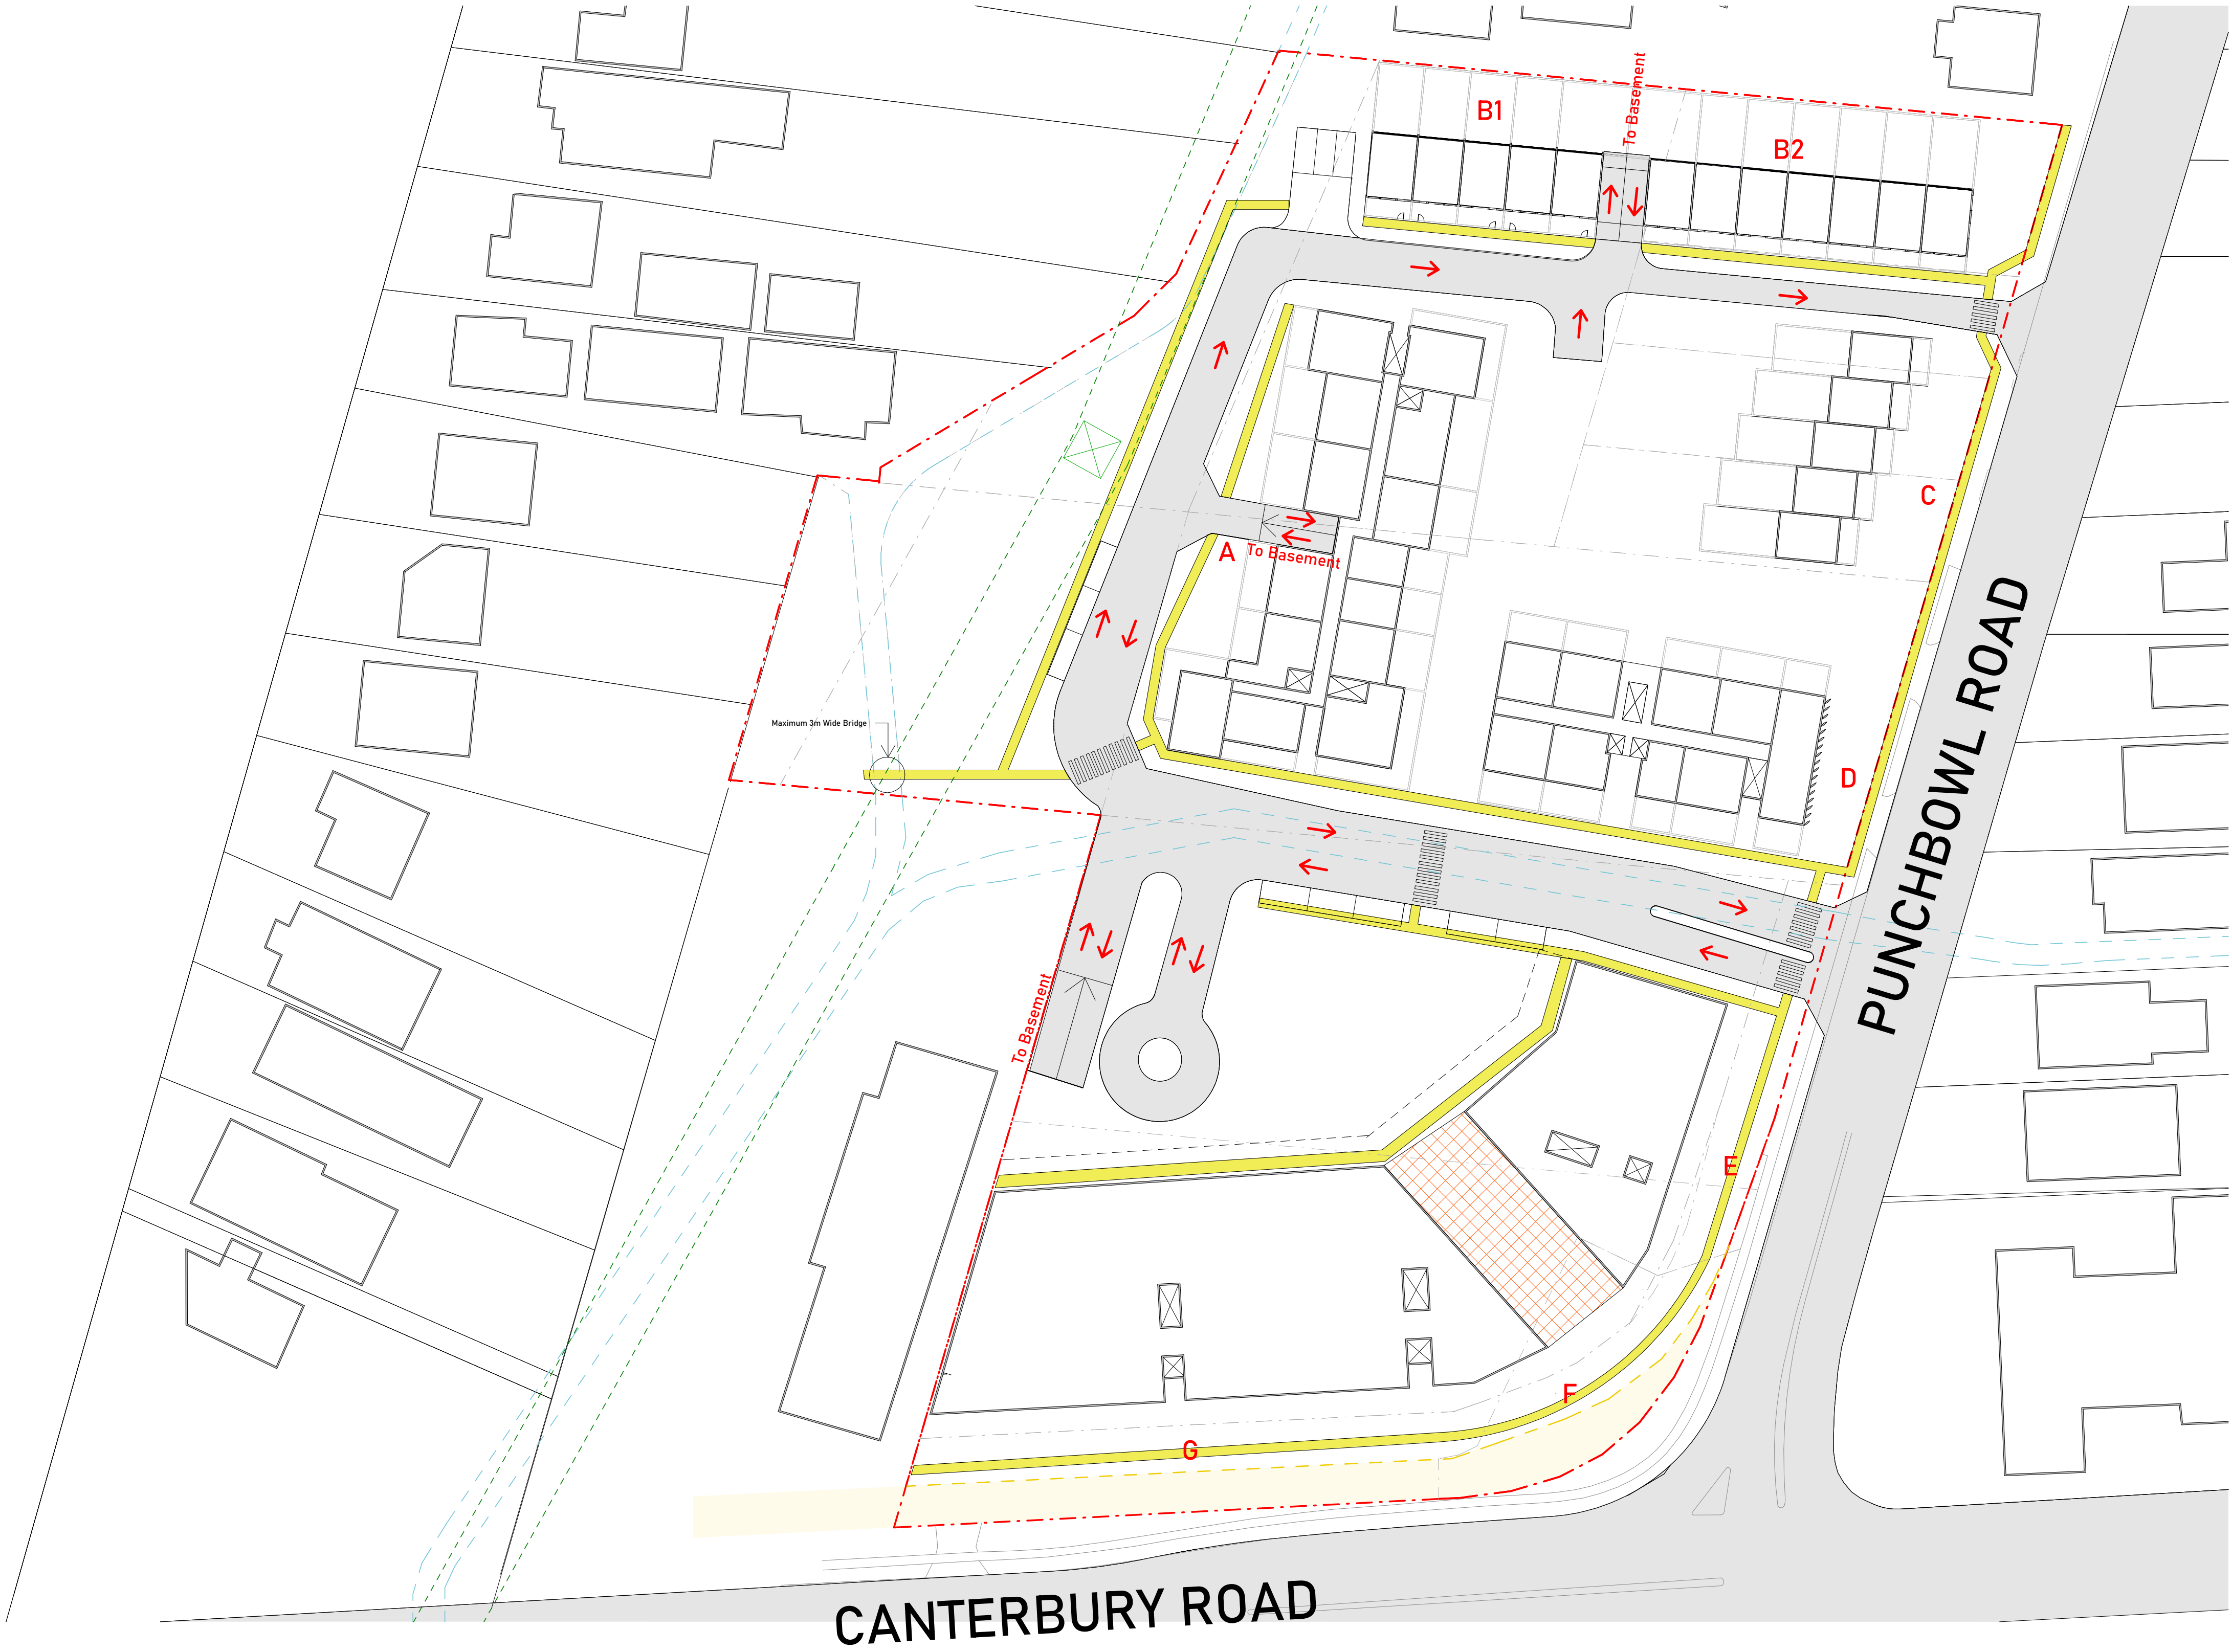 To Basement
B1
B2
C
A
To Basement
PUNCHBOWL ROAD
Maximum 3m Wide Bridge
D
To Basement
E
F
G
CANTERBURY ROAD